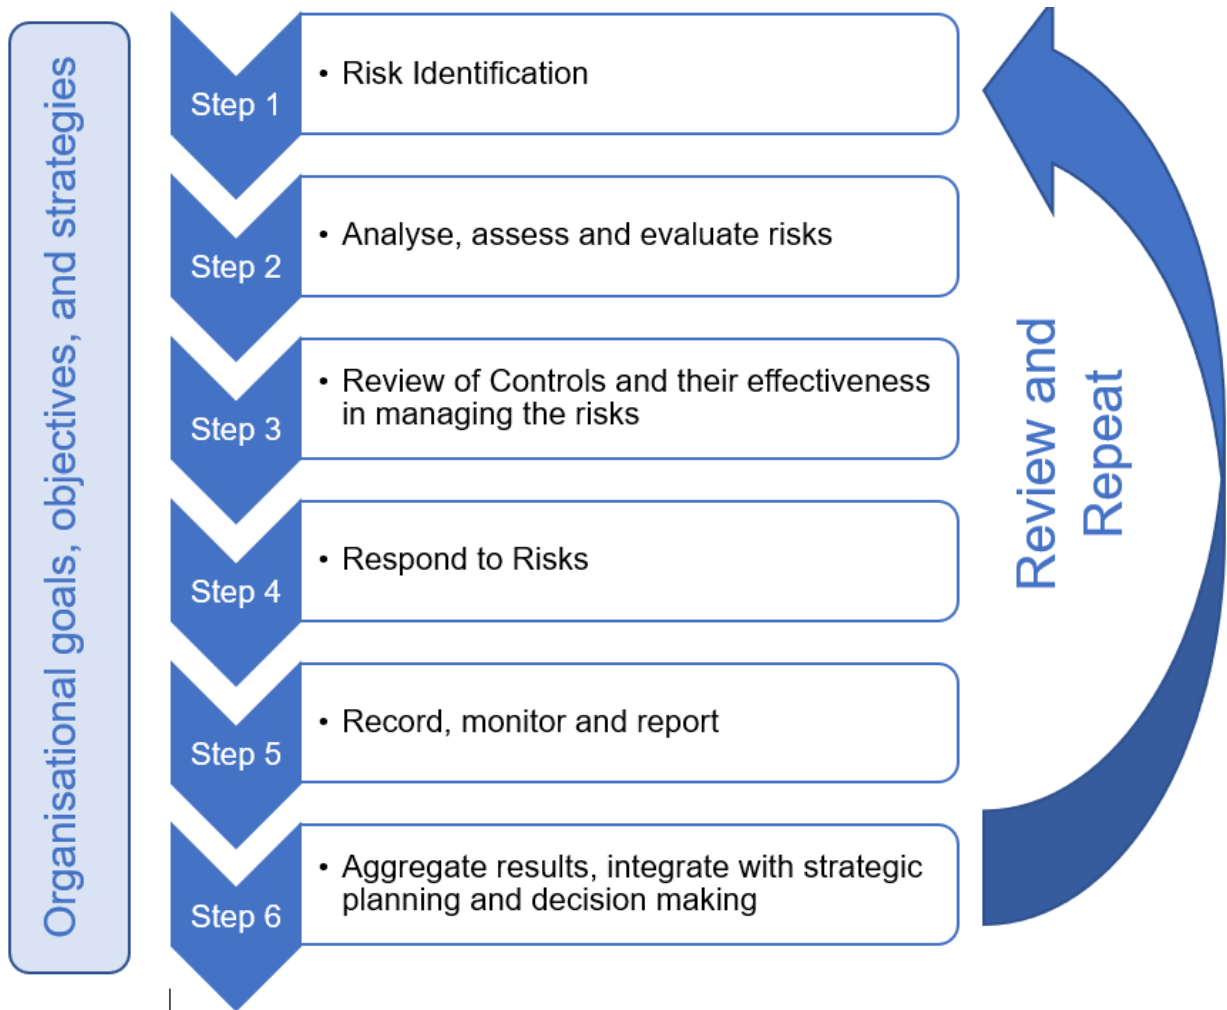 Organisational goals, objectives, and strategies
Step 1
• Risk Identification
Step 2
• Analyse, assess and evaluate risks
Step 3
• Review of Controls and their effectiveness
in managing the risks
Step 4
• Respond to Risks
Step 5
• Record, monitor and report
Step 6
• Aggregate results, integrate with strategic
planning and decision making
Review and
Repeat